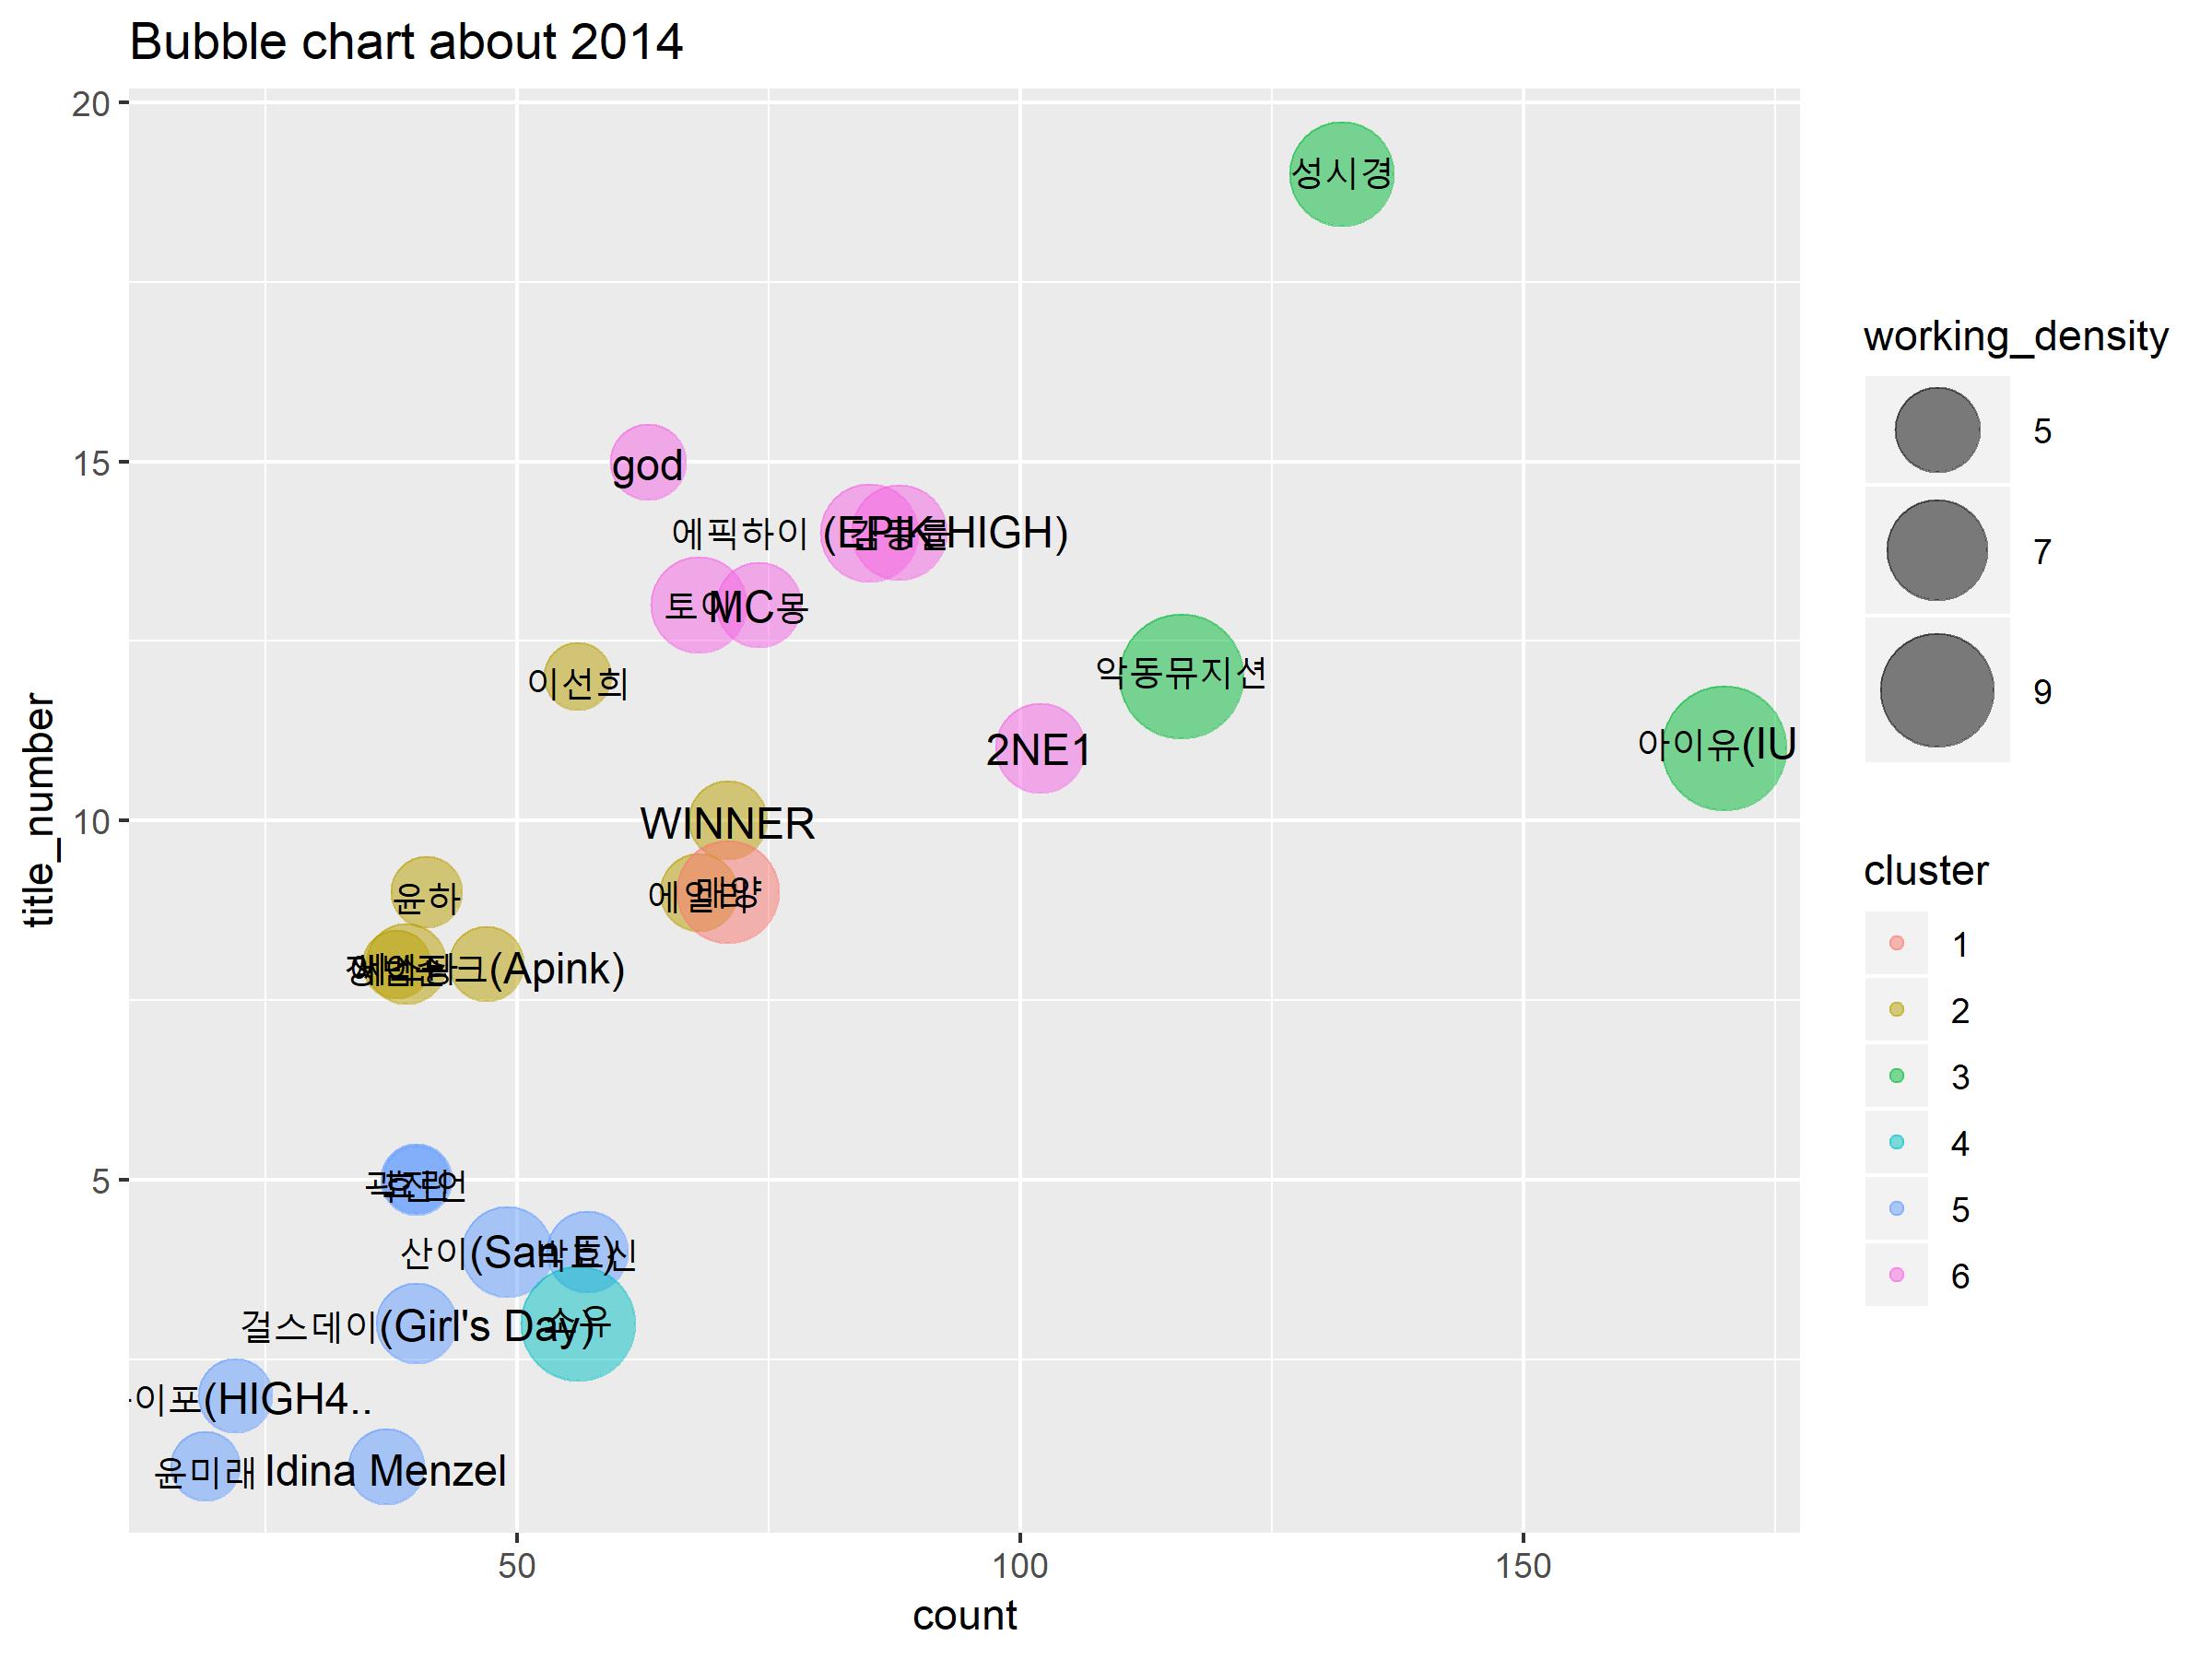 Bubble chart about 2014
title_number
20
15
10
5
성시경
god
에픽하이 (EPIK HIGH)
토이
MC몽
이선희
악동뮤지션
2NE1
아이유(IU
WINNER
윤하
태양
(Apink)
산이(San E)
소유
걸스데이(Girl's Day)
이포(HIGH4..
윤미래
Idina Menzel
50
100
150
count
working_density
5
7
9
cluster
1
2
3
4
5
6